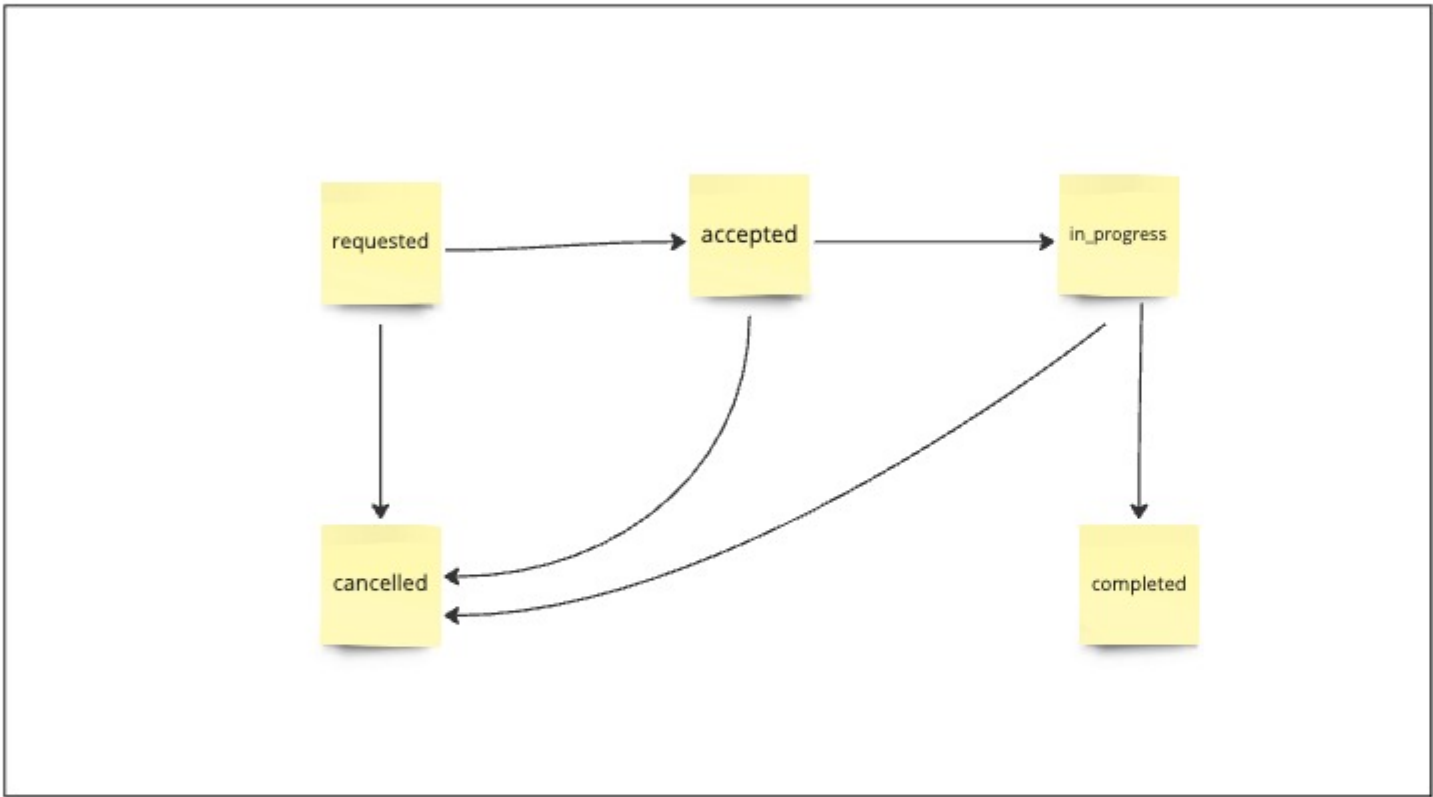 requested
accepted
in_progress
cancelled
completed